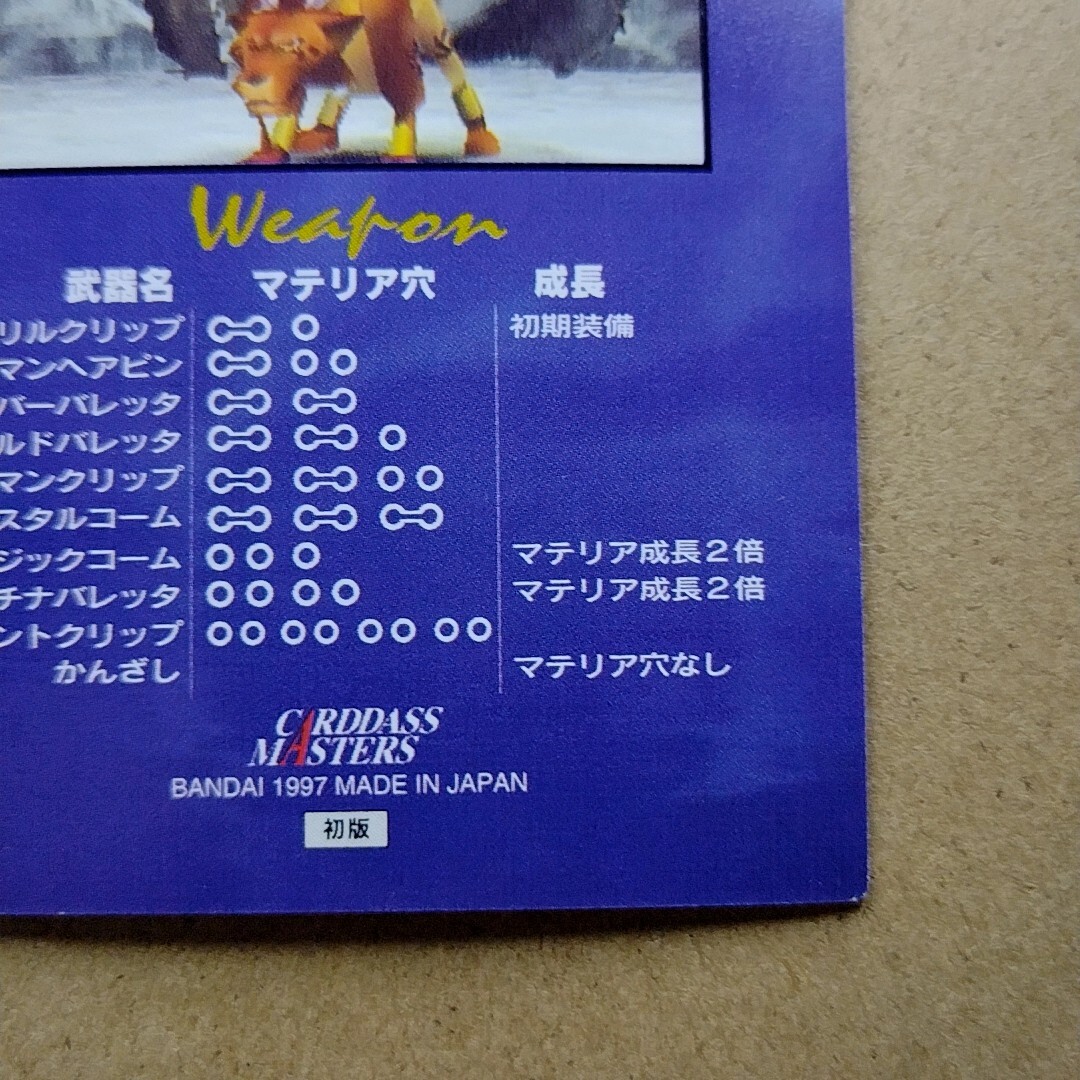 Weapon
武器名 マテリア穴 成長
リルクリップ 初期装備
マンヘアピン
バーバレッタ
ルドバレッタ
マンクリップ
スタルコーム
ジックコーム マテリア成長2倍
チナバレッタ マテリア成長2倍
ントクリップ
かんざし マテリア穴なし
CARDDASS
MASTERS
BANDAI 1997 MADE IN JAPAN
初版